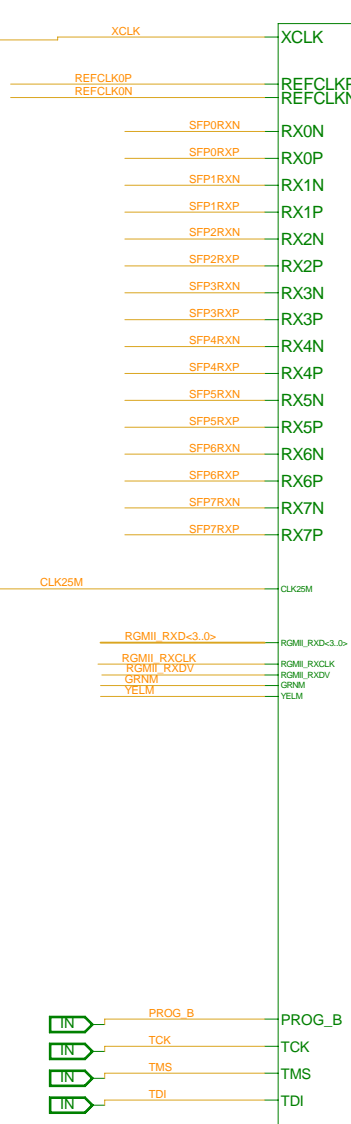 XCLK XCLK
REFCLK0P REFCLKP
REFCLK0N REFCLKN
SFP0RXN RX0N
SFP0RXP RX0P
SFP1RXN RX1N
SFP1RXP RX1P
SFP2RXN RX2N
SFP2RXP RX2P
SFP3RXN RX3N
SFP3RXP RX3P
SFP4RXN RX4N
SFP4RXP RX4P
SFP5RXN RX5N
SFP5RXP RX5P
SFP6RXN RX6N
SFP6RXP RX6P
SFP7RXN RX7N
SFP7RXP RX7P
CLK25M CLK25M
RGMII_RXD<3..0> RGMII_RXD<3..0>
RGMII_RXCLK RGMII_RXCLK
RGMII_RXDV RGMII_RXDV
GRNM GRNM
YELM YELM
IN PROG_B PROG_B
IN TCK TCK
IN TMS TMS
IN TDI TDI